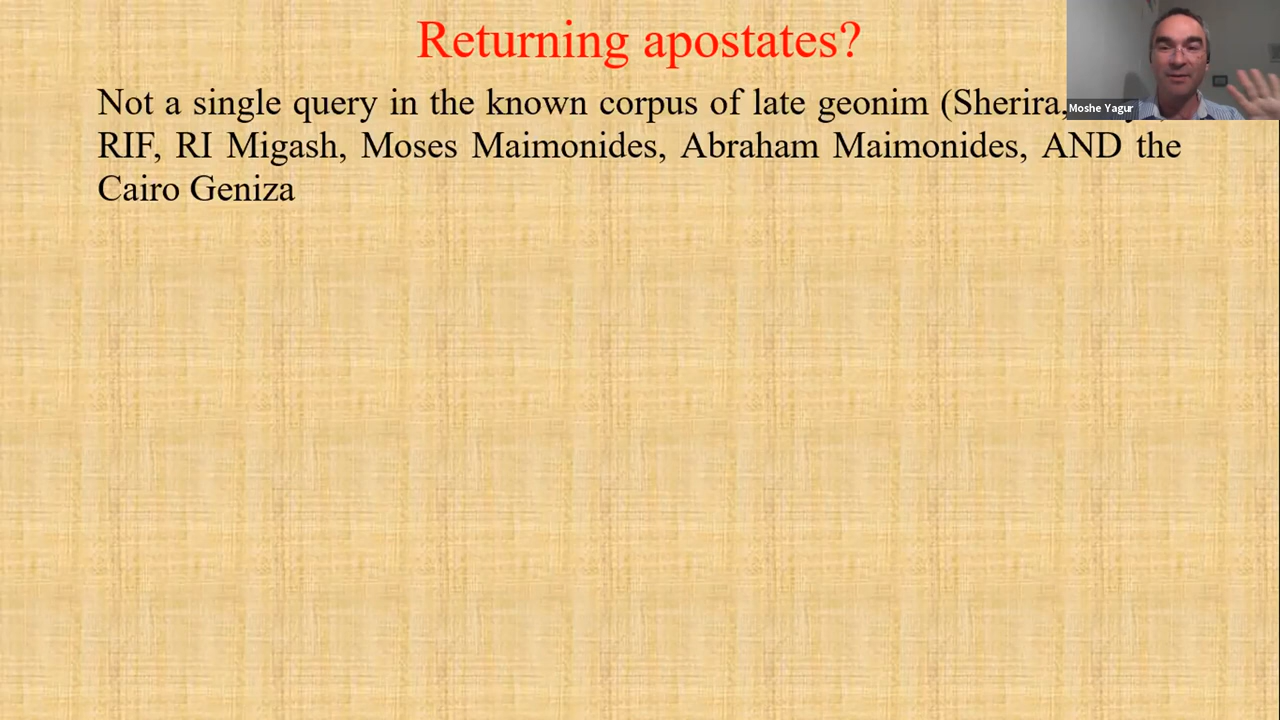 Returning apostates?
Moshe Yagur
Not a single query in the known corpus of late geonim (Sherira,
RIF, RI Migash, Moses Maimonides, Abraham Maimonides, AND the
Cairo Geniza